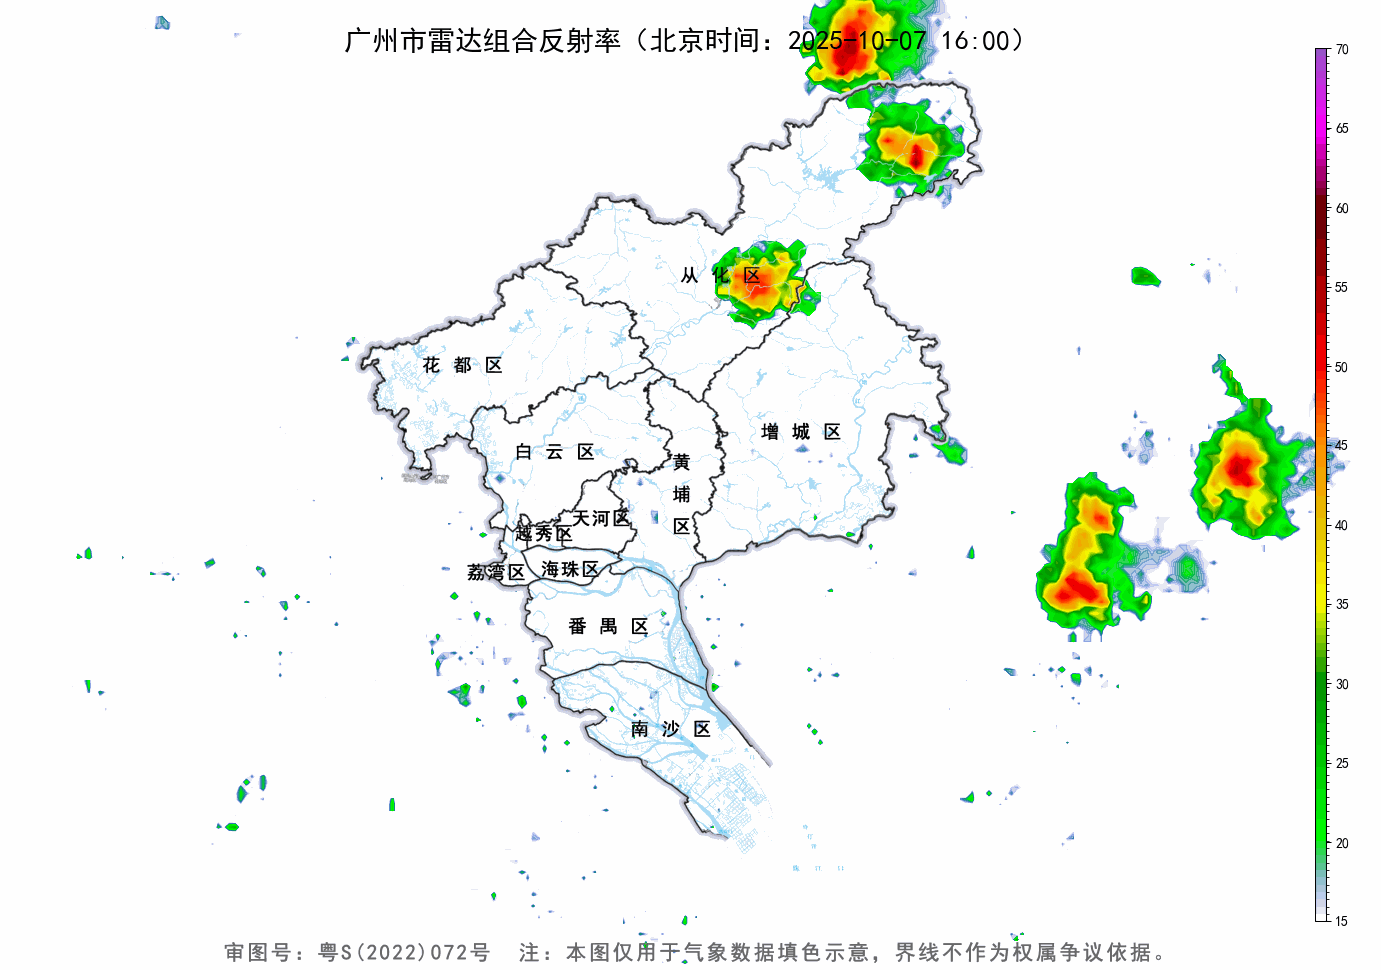 广州市雷达组合反射率（北京时间：2025-10-07 16:00）
70
65
60
55
50
45
40
35
30
25
20
15
从化区
花都区
增城区
白云区
黄埔区
天河区
越秀区
荔湾区
海珠区
番禺区
南沙区
审图号：粤S(2022)072号 注：本图仅用于气象数据填色示意，界线不作为权属争议依据。